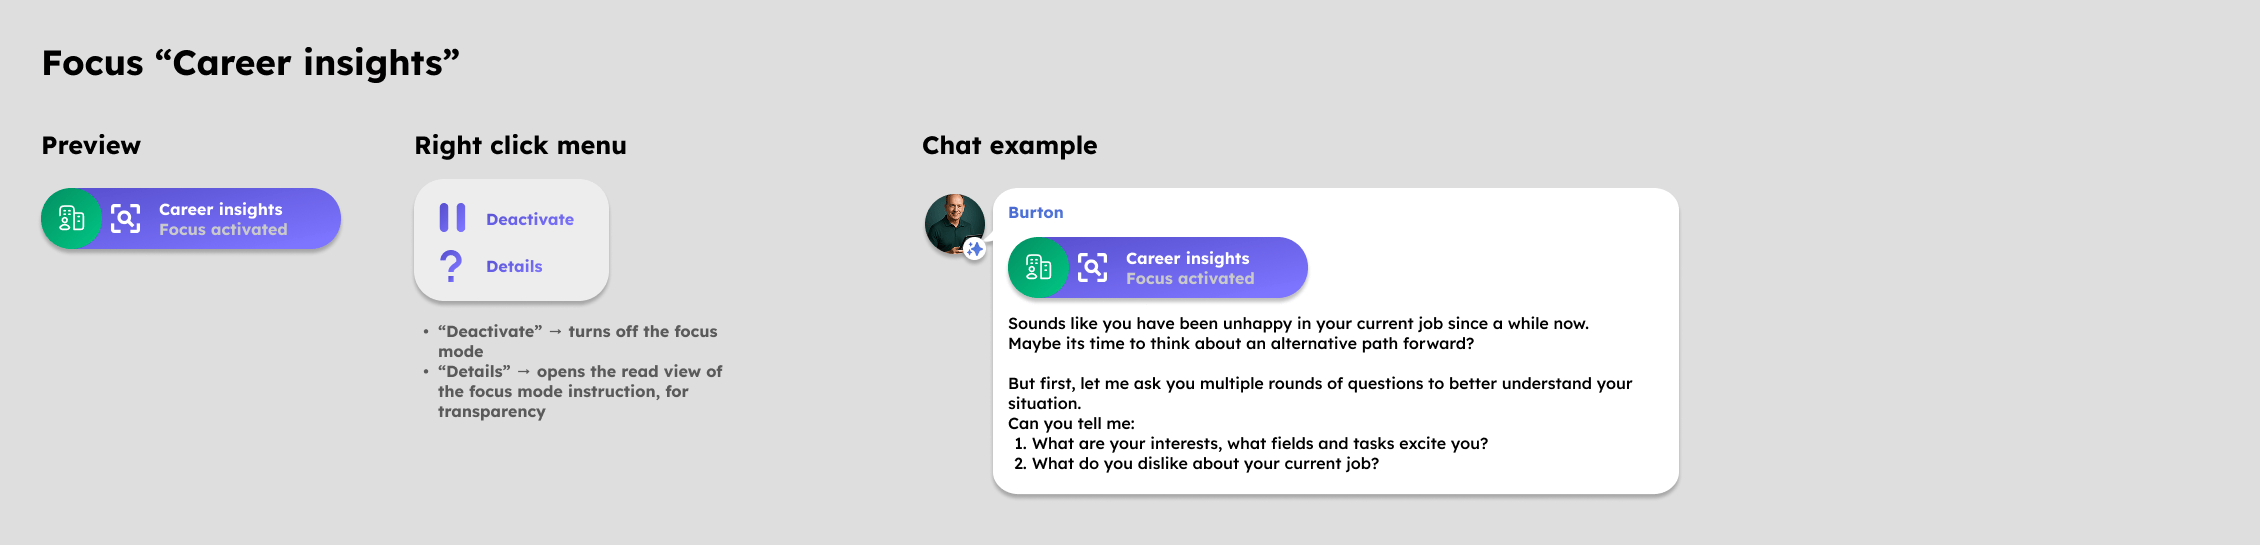 Focus “Career insights”
Preview
Career insights
Focus activated
Right click menu
Deactivate
Details
• “Deactivate” → turns off the focus
mode
• “Details” → opens the read view of
the focus mode instruction, for
transparency
Chat example
Burton
Career insights
Focus activated
Sounds like you have been unhappy in your current job since a while now.
Maybe its time to think about an alternative path forward?
But first, let me ask you multiple rounds of questions to better understand your
situation.
Can you tell me:
1. What are your interests, what fields and tasks excite you?
2. What do you dislike about your current job?